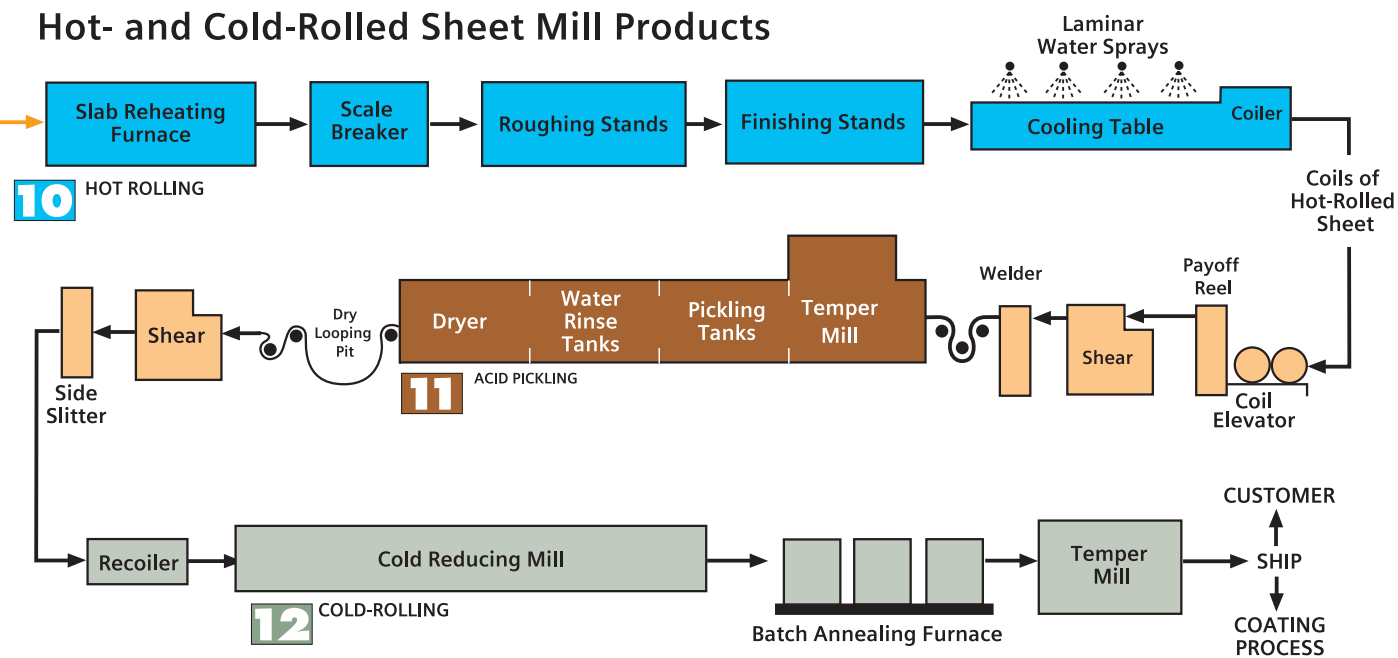 Hot- and Cold-Rolled Sheet Mill Products
Laminar
Water Sprays
Slab Reheating
Furnace
Scale
Breaker
Roughing Stands
Finishing Stands
Cooling Table
Coiler
10 HOT ROLLING
Coils of
Hot-Rolled
Sheet
Payoff
Reel
Coil
Elevator
Shear
Welder
Temper
Mill
Pickling
Tanks
Water
Rinse
Tanks
Dryer
11 ACID PICKLING
Dry
Looping
Pit
Shear
Side
Slitter
Recoiler
Cold Reducing Mill
12 COLD-ROLLING
Batch Annealing Furnace
Temper
Mill
CUSTOMER
SHIP
COATING
PROCESS